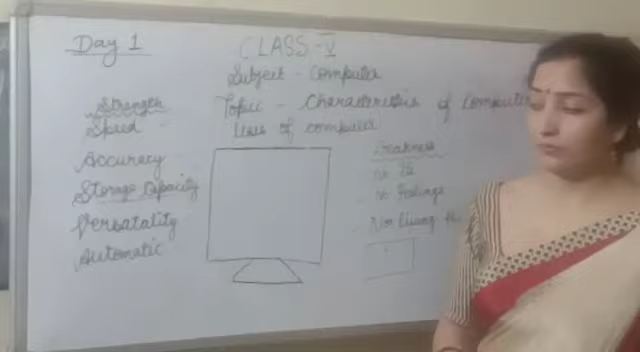 Day 1
CLASS - V
Subject - Computer
Topic - Characteristics of Computer
Uses of computer
Strength
Speed -
Accuracy -
Storage Capacity
Versatality -
Automatic
Weakness
- No IQ
- No Feelings
- Non living